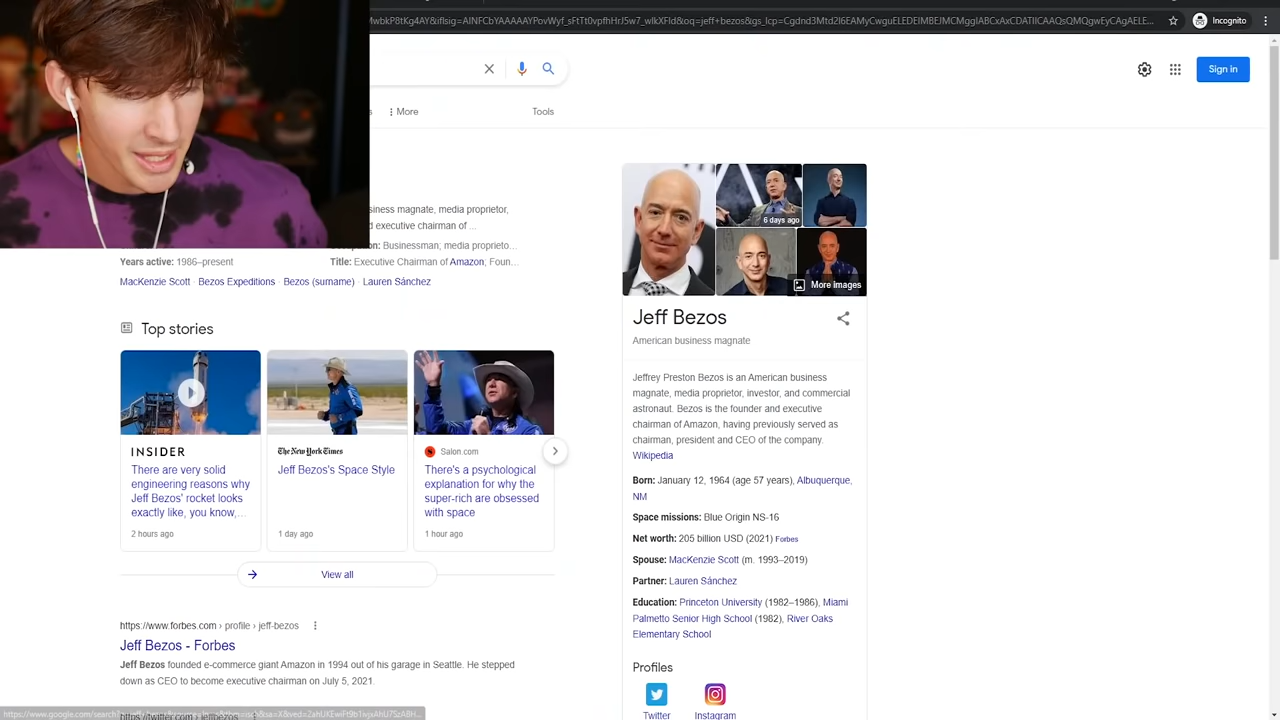 Incognito
Sign in
More
Tools
siness magnate, media proprietor,
d executive chairman of ...
Businessman; media proprieto...
Years active: 1986–present
Title: Executive Chairman of Amazon; Foun...
MacKenzie Scott · Bezos Expeditions · Bezos (surname) · Lauren Sánchez
Top stories
INSIDER
There are very solid
engineering reasons why
Jeff Bezos' rocket looks
exactly like, you know,...
2 hours ago
The New York Times
Jeff Bezos's Space Style
1 day ago
Salon.com
There's a psychological
explanation for why the
super-rich are obsessed
with space
1 hour ago
View all
https://www.forbes.com › profile › jeff-bezos
Jeff Bezos - Forbes
Jeff Bezos founded e-commerce giant Amazon in 1994 out of his garage in Seattle. He stepped
down as CEO to become executive chairman on July 5, 2021.
6 days ago
More images
Jeff Bezos
American business magnate
Jeffrey Preston Bezos is an American business
magnate, media proprietor, investor, and commercial
astronaut. Bezos is the founder and executive
chairman of Amazon, having previously served as
chairman, president and CEO of the company.
Wikipedia
Born: January 12, 1964 (age 57 years), Albuquerque,
NM
Space missions: Blue Origin NS-16
Net worth: 205 billion USD (2021) Forbes
Spouse: MacKenzie Scott (m. 1993–2019)
Partner: Lauren Sánchez
Education: Princeton University (1982–1986), Miami
Palmetto Senior High School (1982), River Oaks
Elementary School
Profiles
Twitter
Instagram